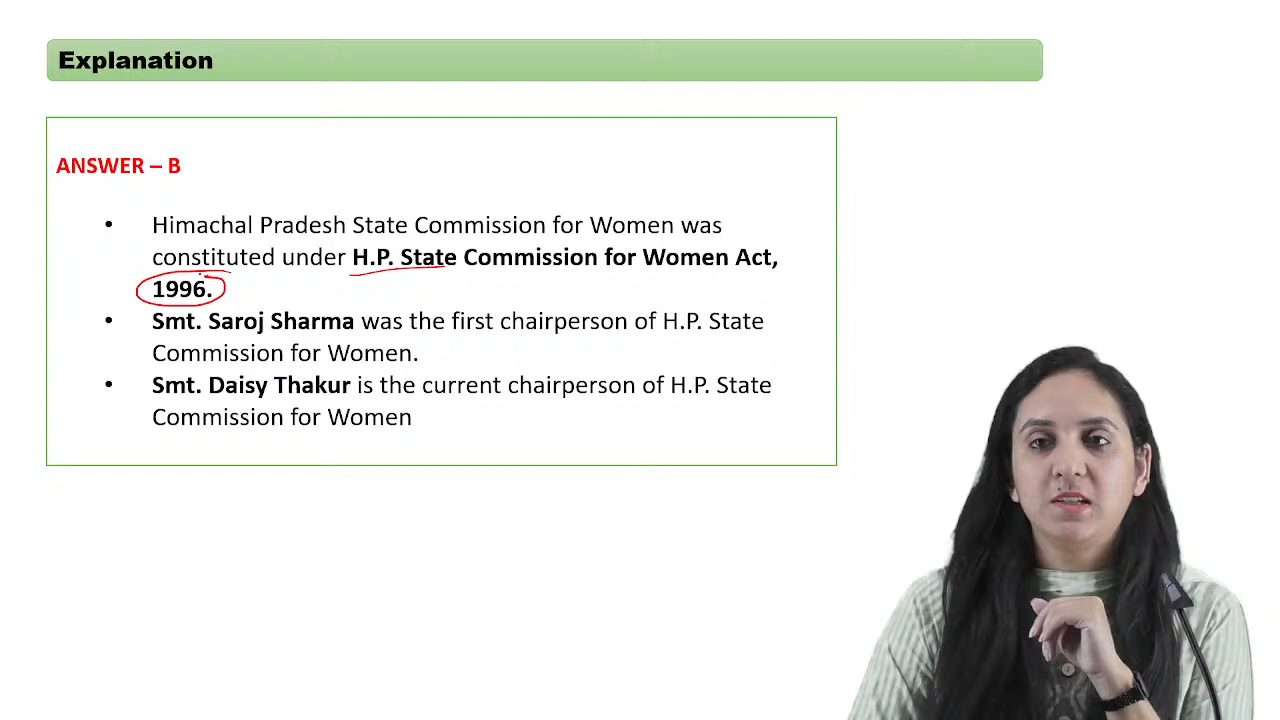 Explanation
ANSWER – B
• Himachal Pradesh State Commission for Women was
constituted under H.P. State Commission for Women Act,
1996.
• Smt. Saroj Sharma was the first chairperson of H.P. State
Commission for Women.
• Smt. Daisy Thakur is the current chairperson of H.P. State
Commission for Women